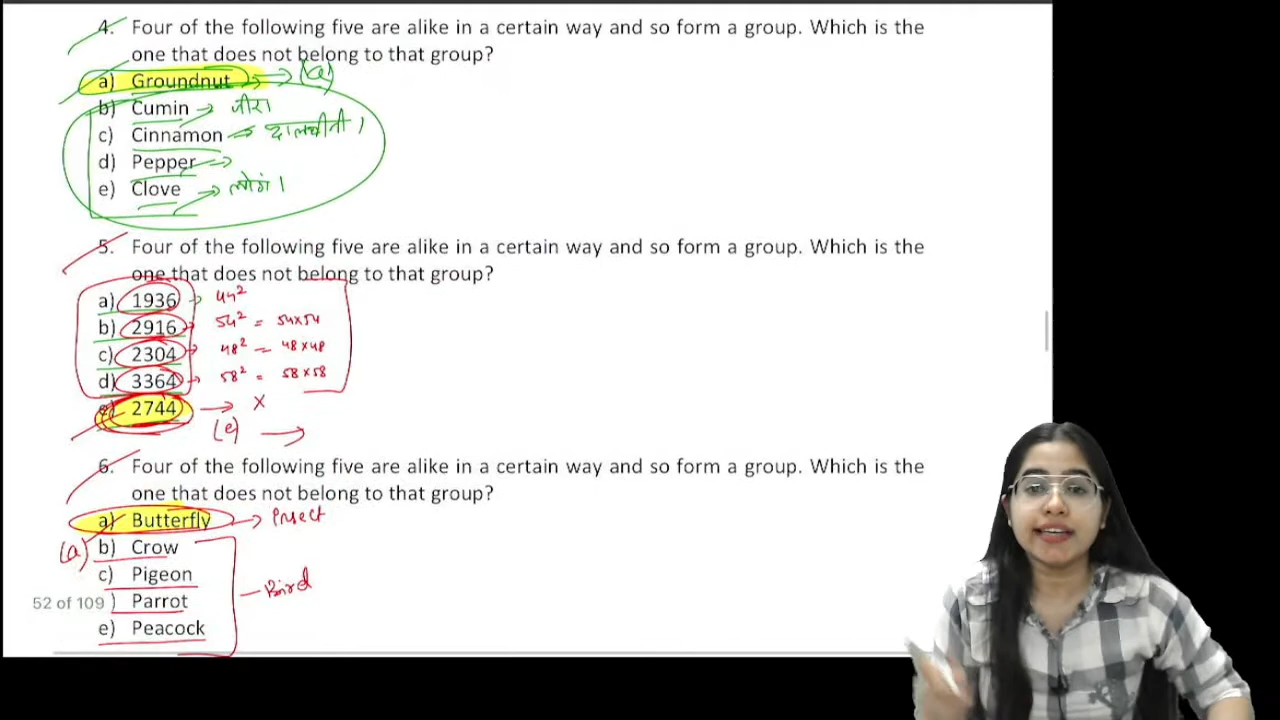 4. Four of the following five are alike in a certain way and so form a group. Which is the
one that does not belong to that group?
a) Groundnut → (a)
b) Cumin → जीरा
c) Cinnamon → दालचीनी
d) Pepper →
e) Clove → लोंग
5. Four of the following five are alike in a certain way and so form a group. Which is the
one that does not belong to that group?
a) 1936 → 44²
b) 2916 → 54² = 54×54
c) 2304 → 48² = 48×48
d) 3364 → 58² = 58×58
e) 2744 → ×
(e) →
6. Four of the following five are alike in a certain way and so form a group. Which is the
one that does not belong to that group?
a) Butterfly → Insect
(a) b) Crow
c) Pigeon
— Bird
52 of 109 ) Parrot
e) Peacock